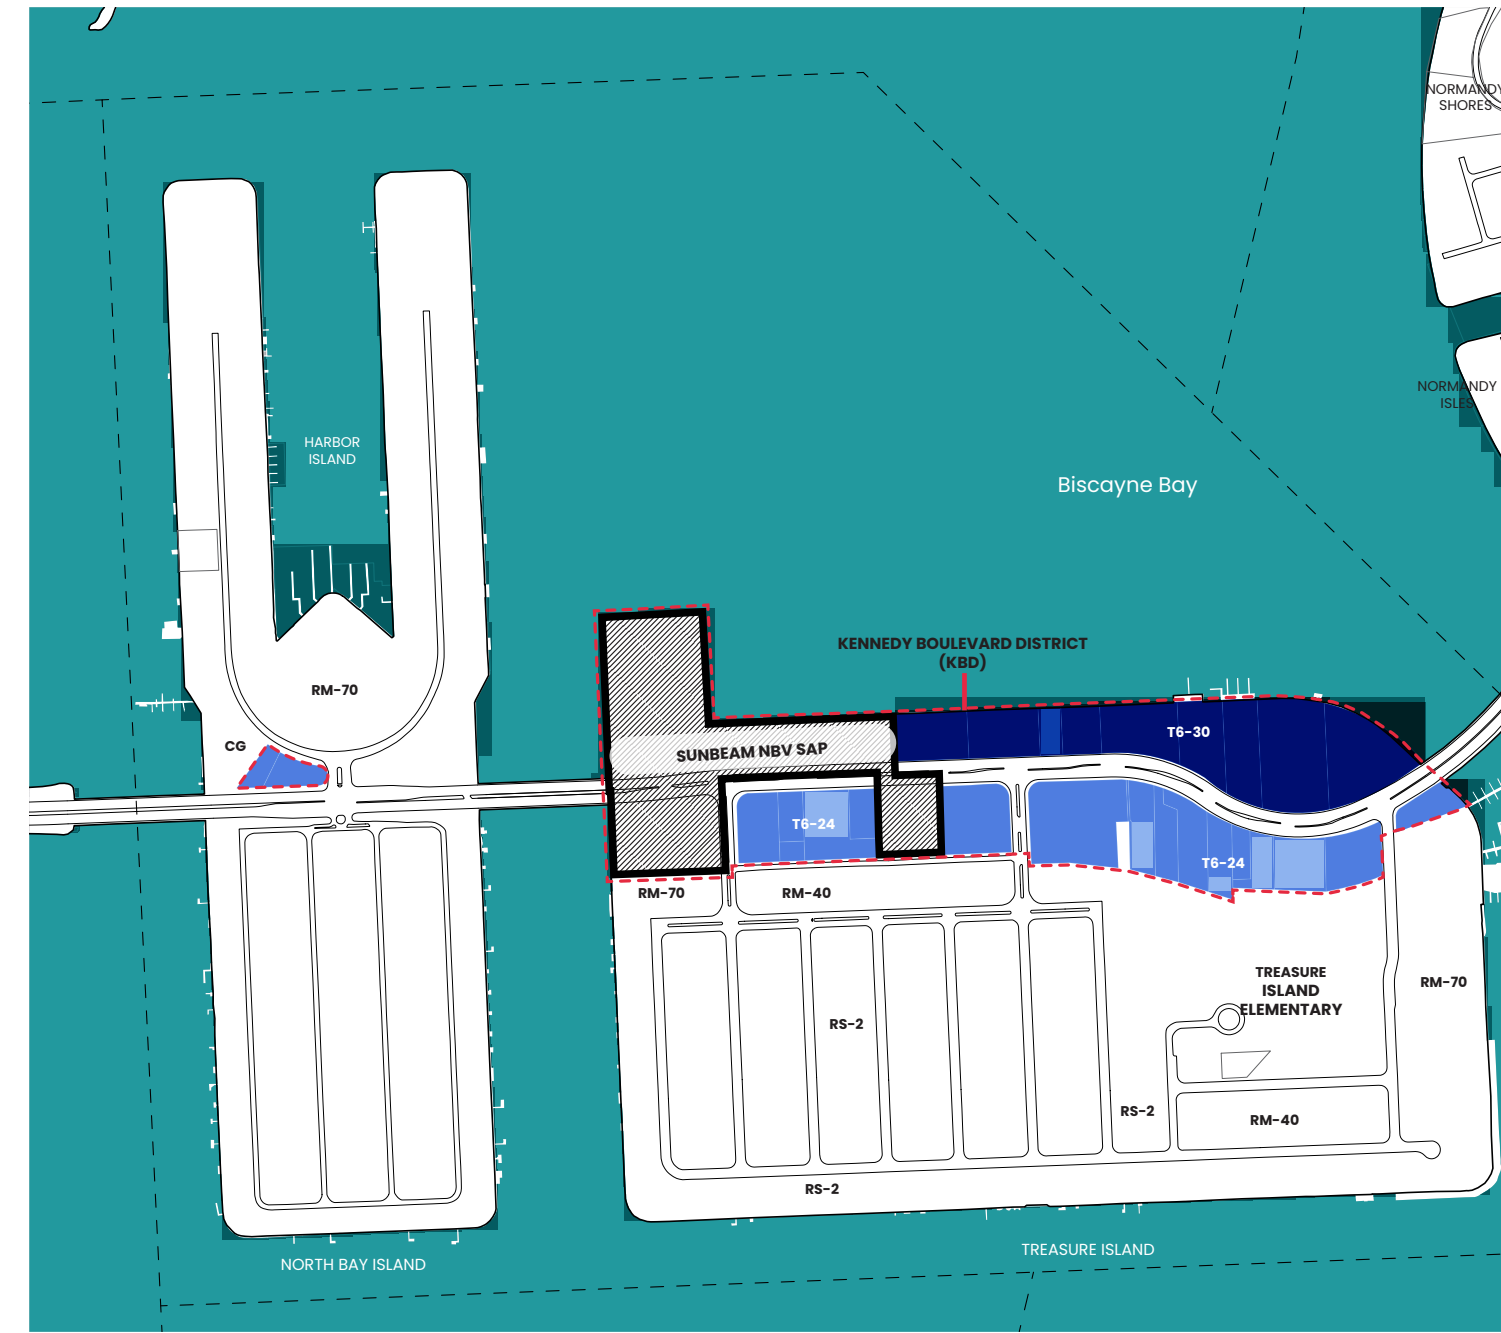 NORMANDY
SHORES
NORMANDY
ISLES
HARBOR
ISLAND
Biscayne Bay
KENNEDY BOULEVARD DISTRICT
(KBD)
RM-70
CG
T6-30
SUNBEAM NBV SAP
T6-24
T6-24
RM-70
RM-40
TREASURE
ISLAND
ELEMENTARY
RM-70
RS-2
RS-2
RM-40
RS-2
TREASURE ISLAND
NORTH BAY ISLAND